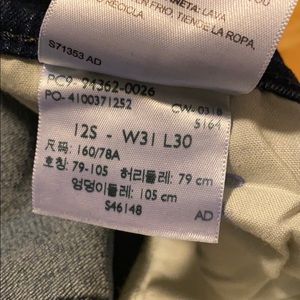 NETA: LAVA
EN FRIO, TIENDE LA ROPA,
RECICLA.
S71353 AD
PC9 74362-0026
PO-4100371252 CW-0318
5164
12S - W31 L30
尺码: 160/78A
호칭: 79-105 허리둘레: 79 cm
엉덩이둘레: 105 cm
S46148 AD